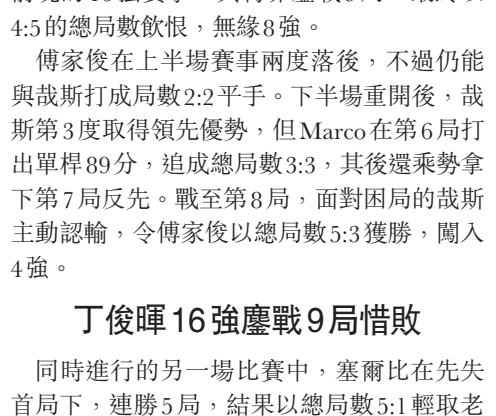 4:5的總局數飲恨，無緣8強。
傅家俊在上半場賽事兩度落後，不過仍能
與哉斯打成局數2:2平手。下半場重開後，哉
斯第3度取得領先優勢，但Marco在第6局打
出單桿89分，追成總局數3:3，其後還乘勢拿
下第7局反先。戰至第8局，面對困局的哉斯
主動認輸，令傅家俊以總局數5:3獲勝，闖入
4強。
丁俊暉16強鏖戰9局惜敗
同時進行的另一場比賽中，塞爾比在先失
首局下，連勝5局，結果以總局數5:1輕取老